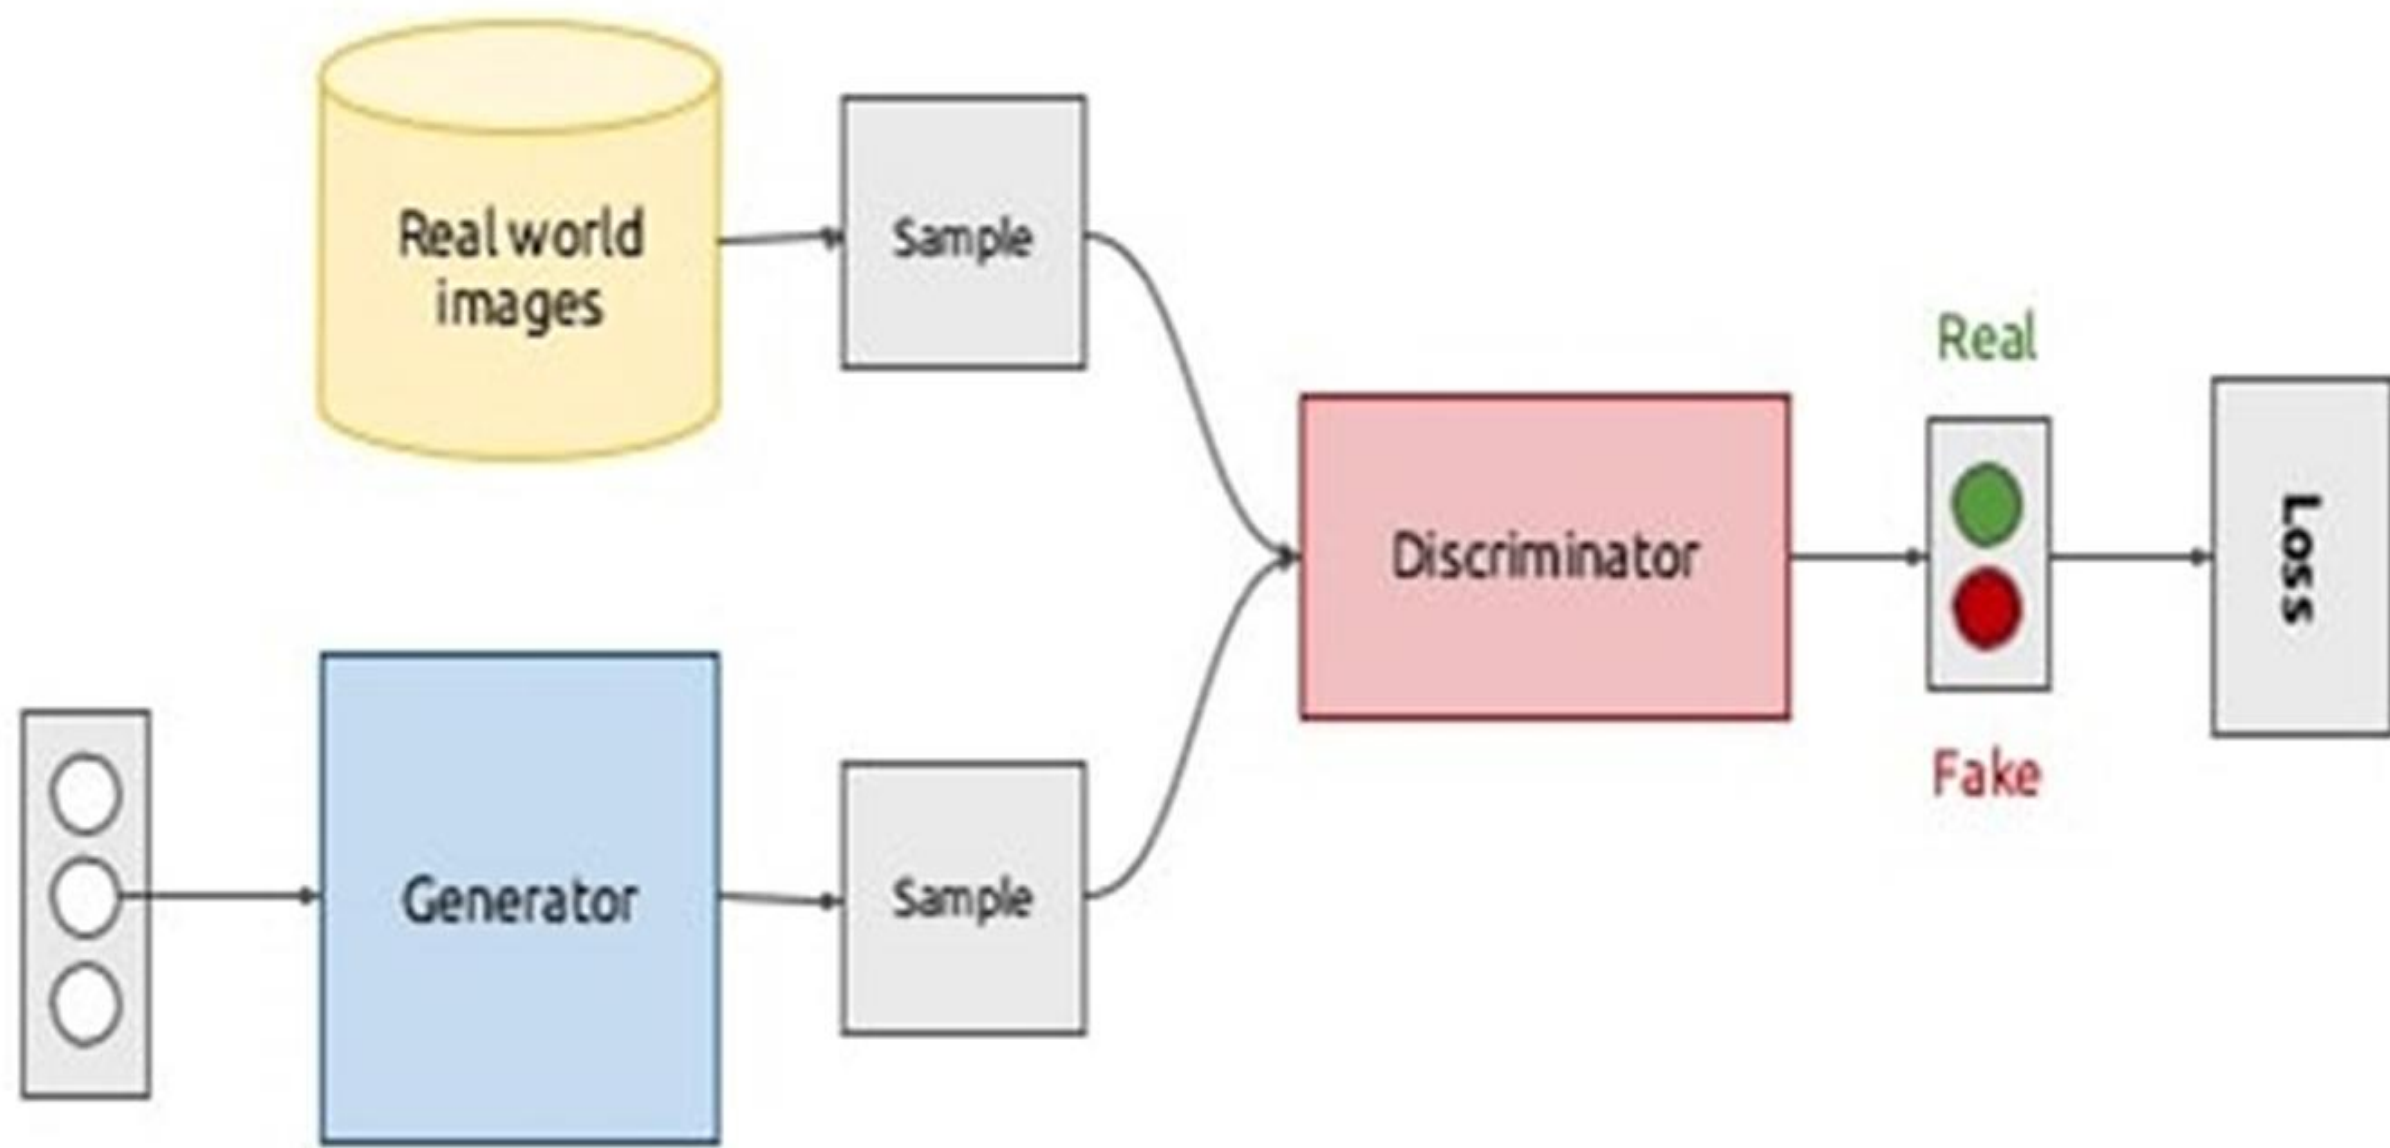 Real world
images
Sample
Real
Discriminator
Loss
Fake
Generator
Sample